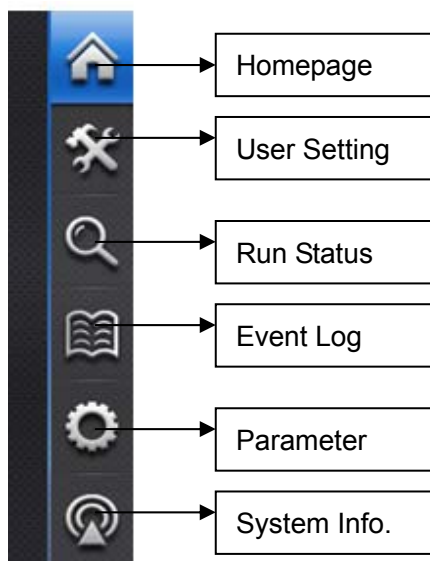 Homepage
User Setting
Run Status
Event Log
Parameter
System Info.